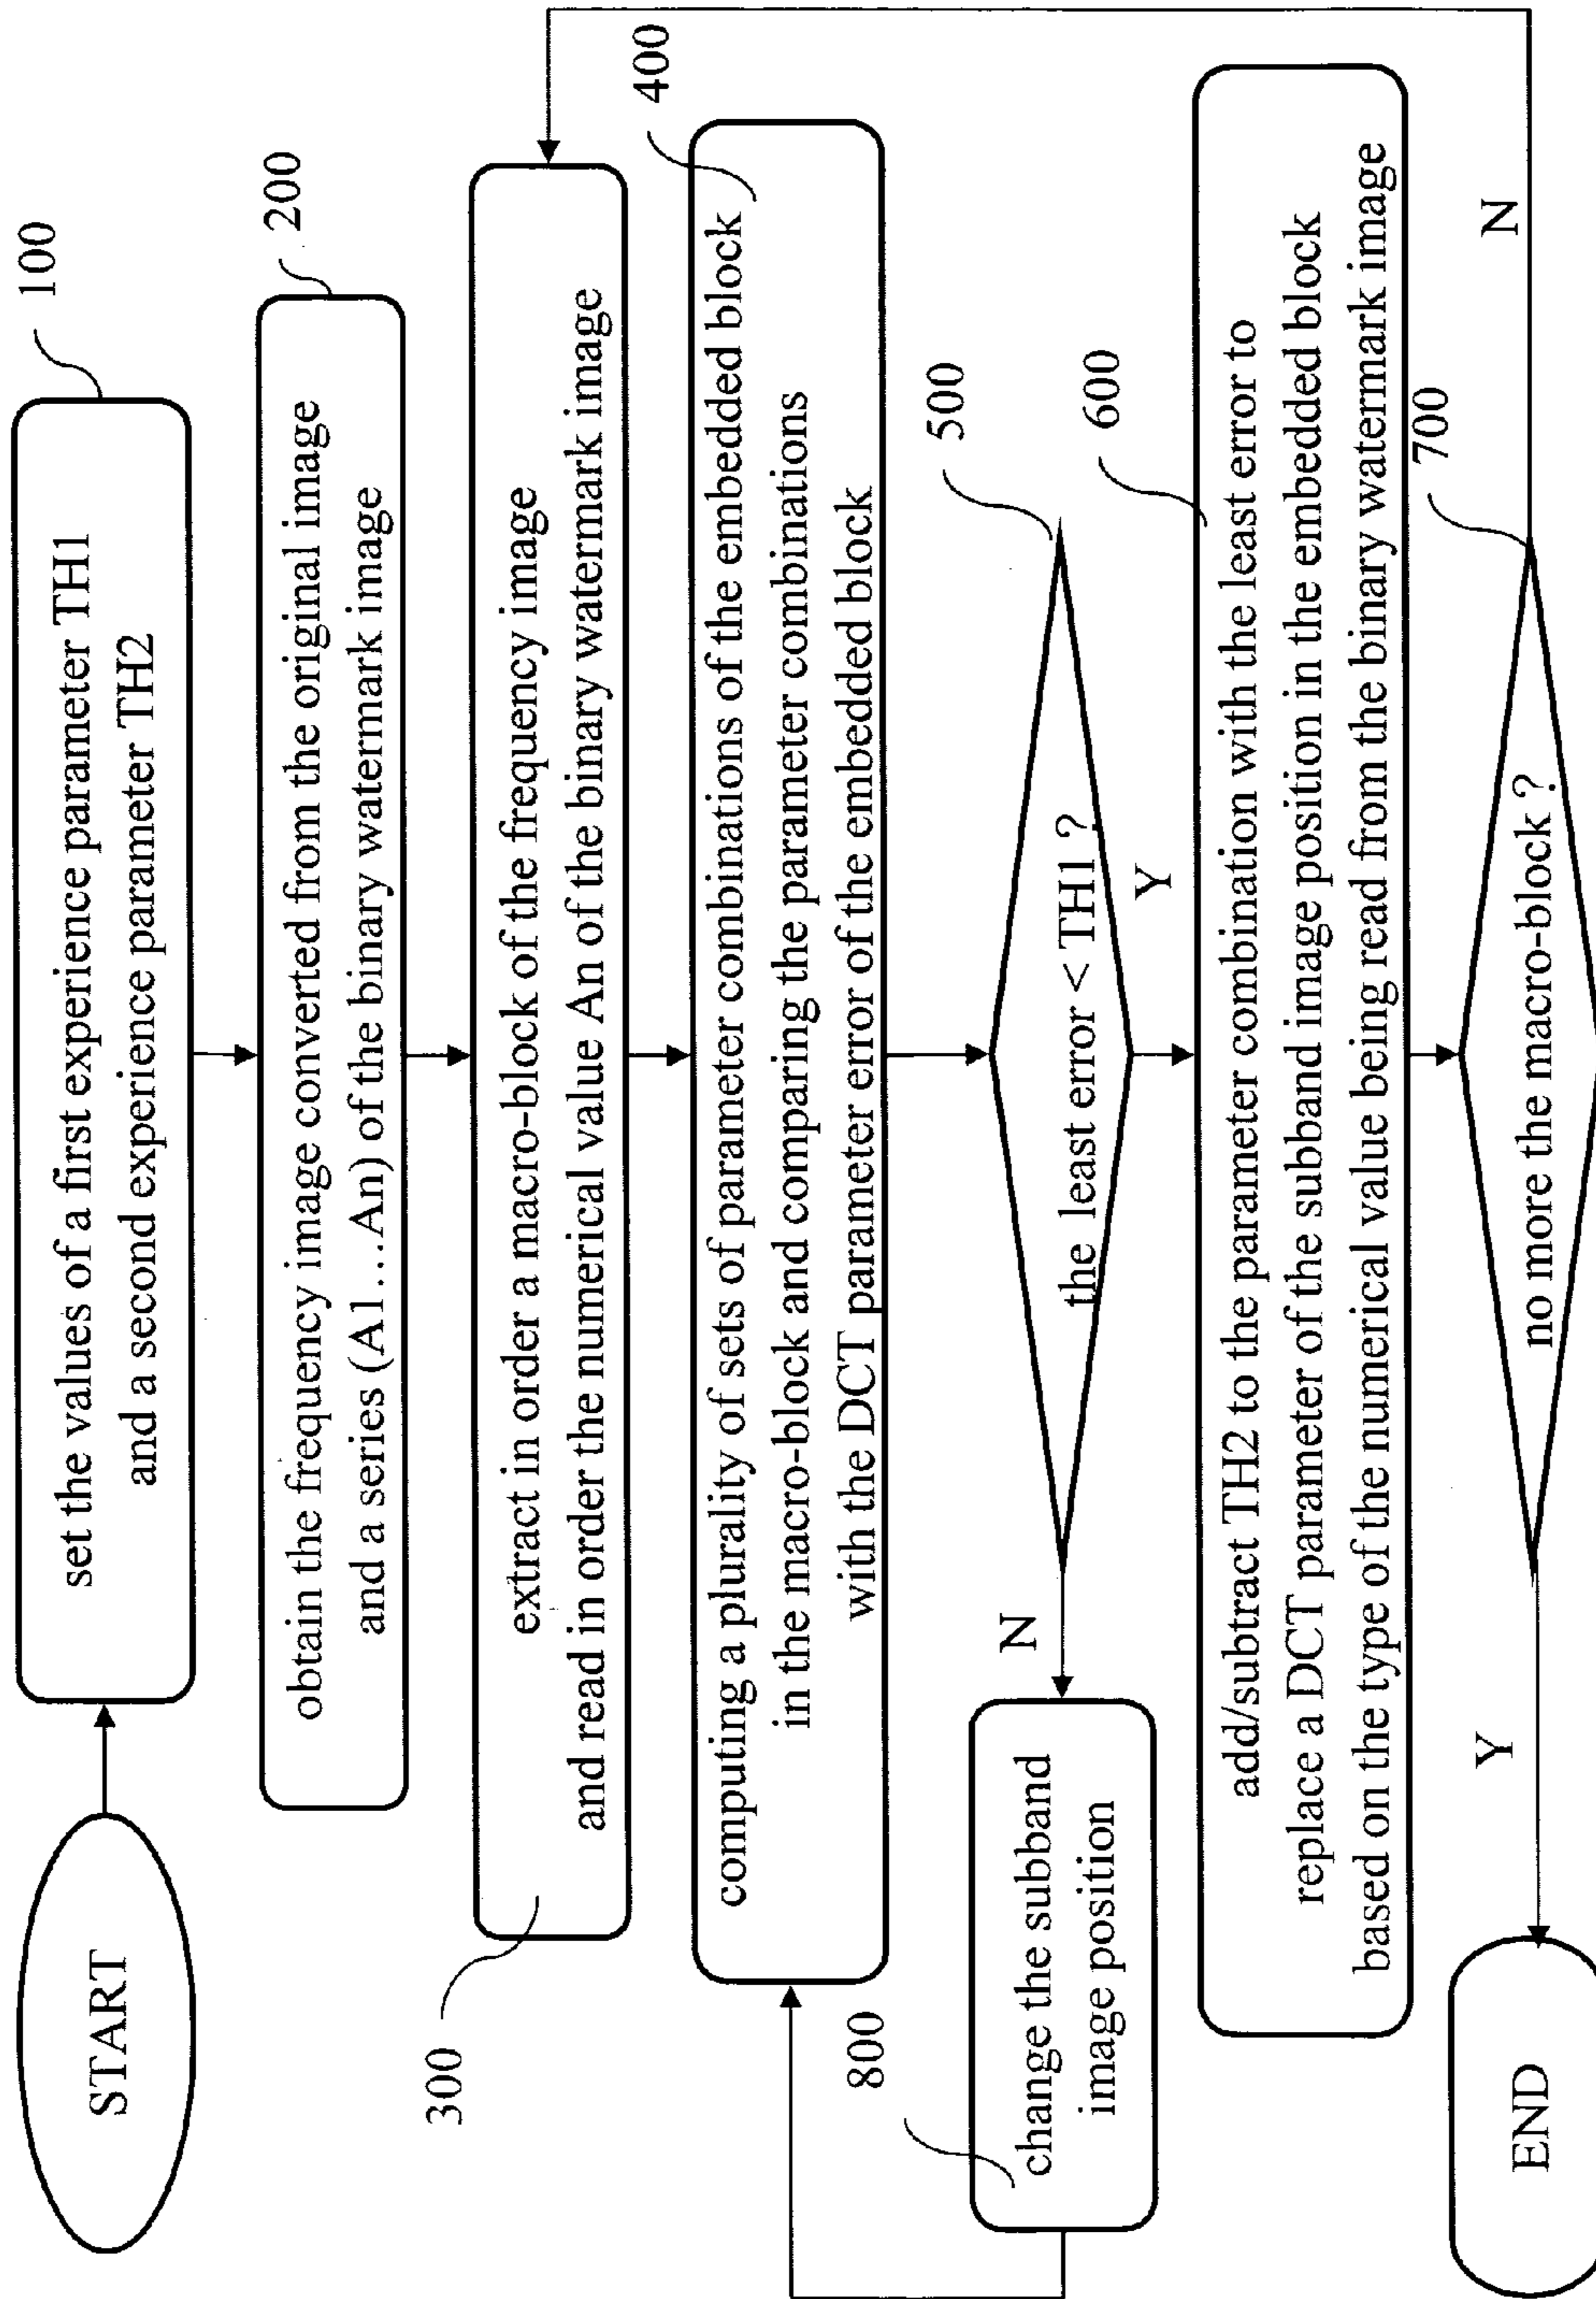 START
100
set the values of a first experience parameter TH1
and a second experience parameter TH2
200
obtain the frequency image converted from the original image
and a series (A1...An) of the binary watermark image
300
extract in order a macro-block of the frequency image
and read in order the numerical value An of the binary watermark image
400
computing a plurality of sets of parameter combinations of the embedded block
in the macro-block and comparing the parameter combinations
with the DCT parameter error of the embedded block
500
the least error < TH1 ?
N
Y
800
change the subband
image position
600
add/subtract TH2 to the parameter combination with the least error to
replace a DCT parameter of the subband image position in the embedded block
based on the type of the numerical value being read from the binary watermark image
700
no more the macro-block ?
N
Y
END